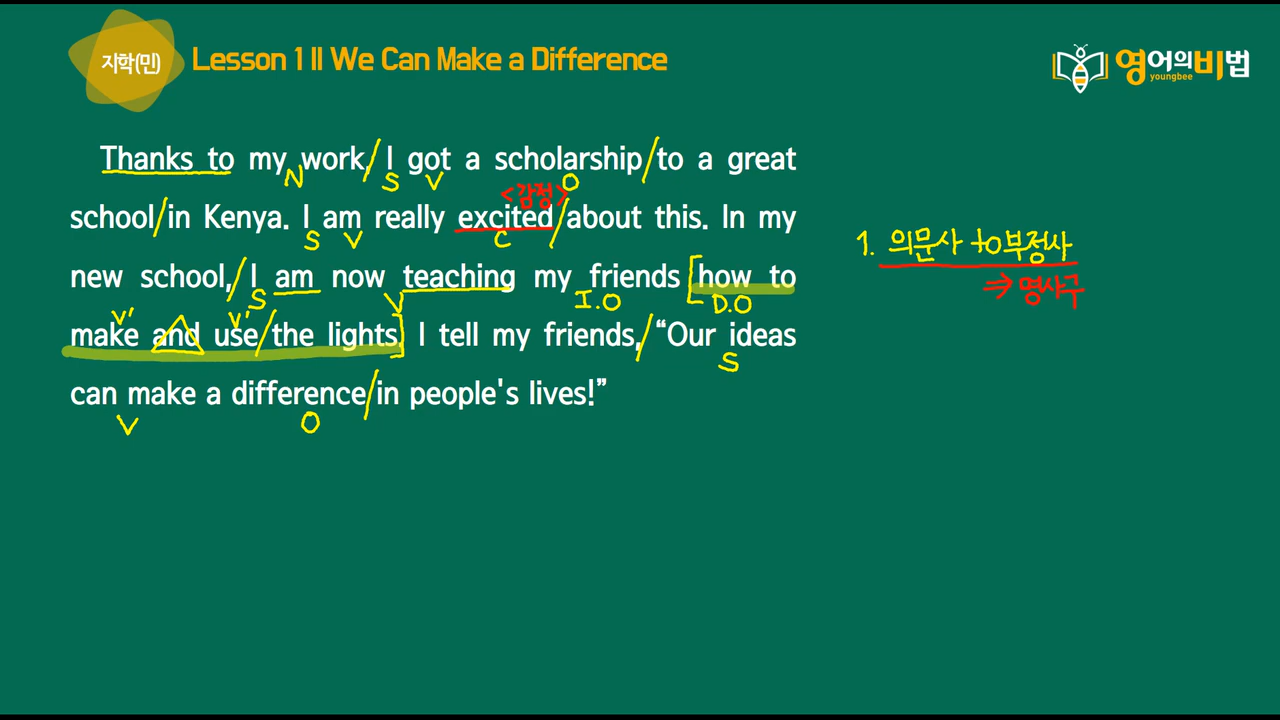 지학(민)
Lesson 1 II We Can Make a Difference
영어의비법
youngbee
Thanks to my work, / I got a scholarship / to a great
N S V O
<감정>
school / in Kenya. I am really excited / about this. In my
S V C
new school, / I am now teaching my friends [how to
S V I.O D.O
V' V'
make and use / the lights.] I tell my friends, / “Our ideas
S
can make a difference / in people's lives!”
V O
1. 의문사 to부정사
⇒ 명사구